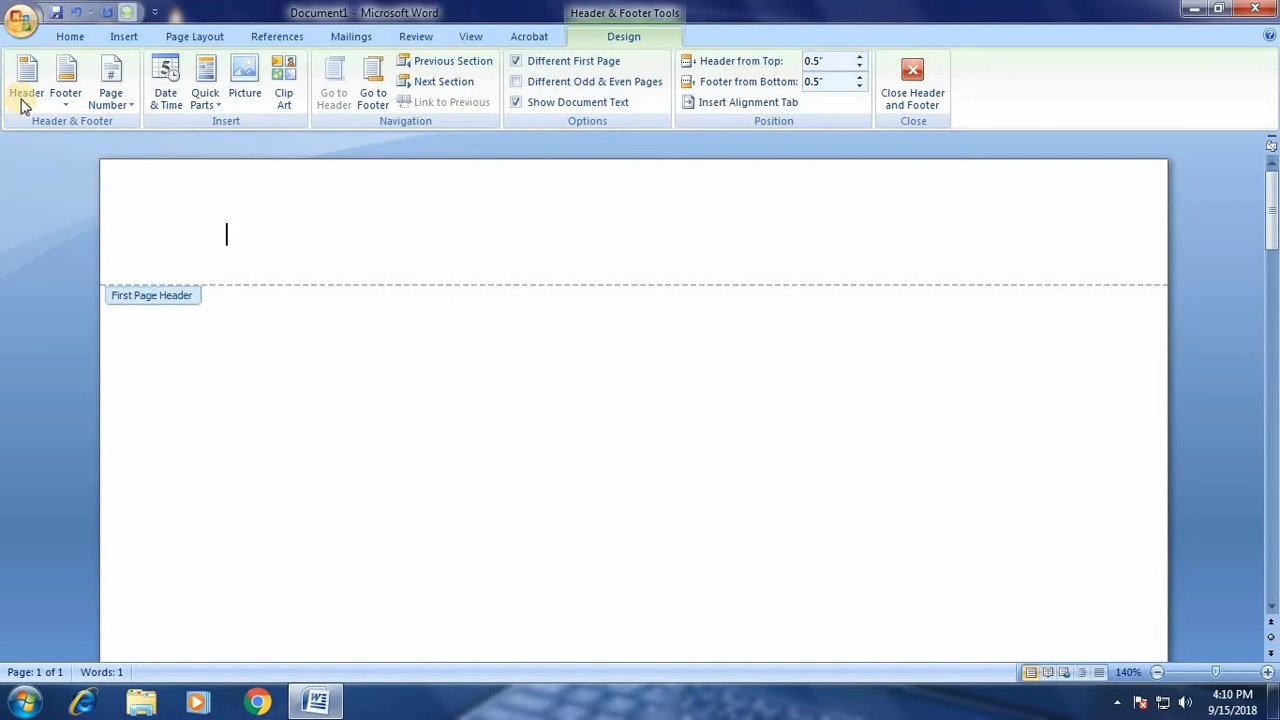 Document1 - Microsoft Word
Header & Footer Tools
Home Insert Page Layout References Mailings Review View Acrobat Design
Header
Footer
Page
Number
Header & Footer
Date
& Time
Quick
Parts
Picture
Clip
Art
Insert
Go to
Header
Go to
Footer
Previous Section
Next Section
Link to Previous
Navigation
Different First Page
Different Odd & Even Pages
Show Document Text
Options
Header from Top: 0.5"
Footer from Bottom: 0.5"
Insert Alignment Tab
Position
Close Header
and Footer
Close
First Page Header
Page: 1 of 1 Words: 1
140%
4:10 PM
9/15/2018